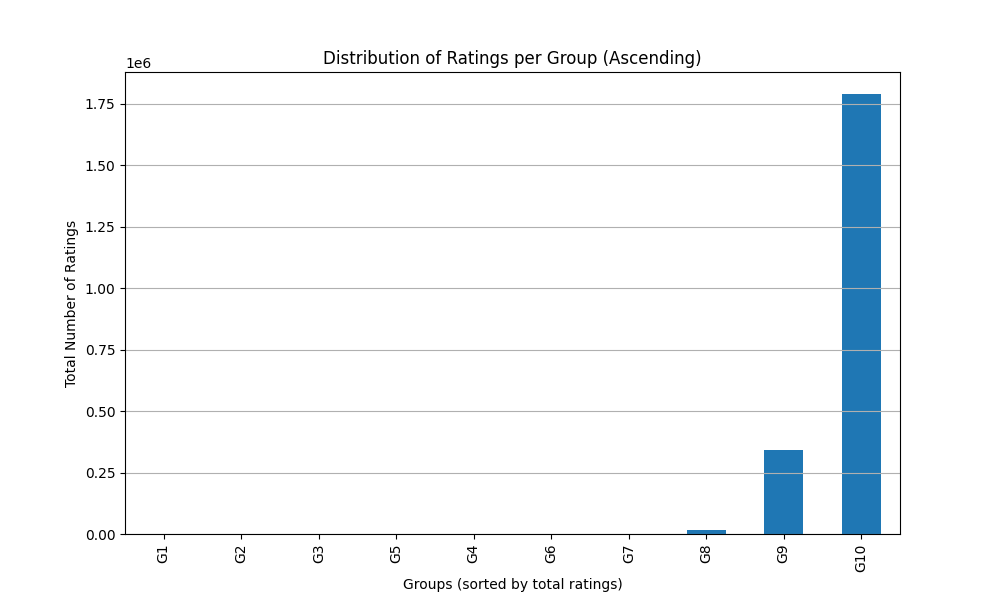 Distribution of Ratings per Group (Ascending)
1e6
1.75
1.50
1.25
1.00
0.75
0.50
0.25
0.00
Total Number of Ratings
G1 G2 G3 G5 G4 G6 G7 G8 G9 G10
Groups (sorted by total ratings)